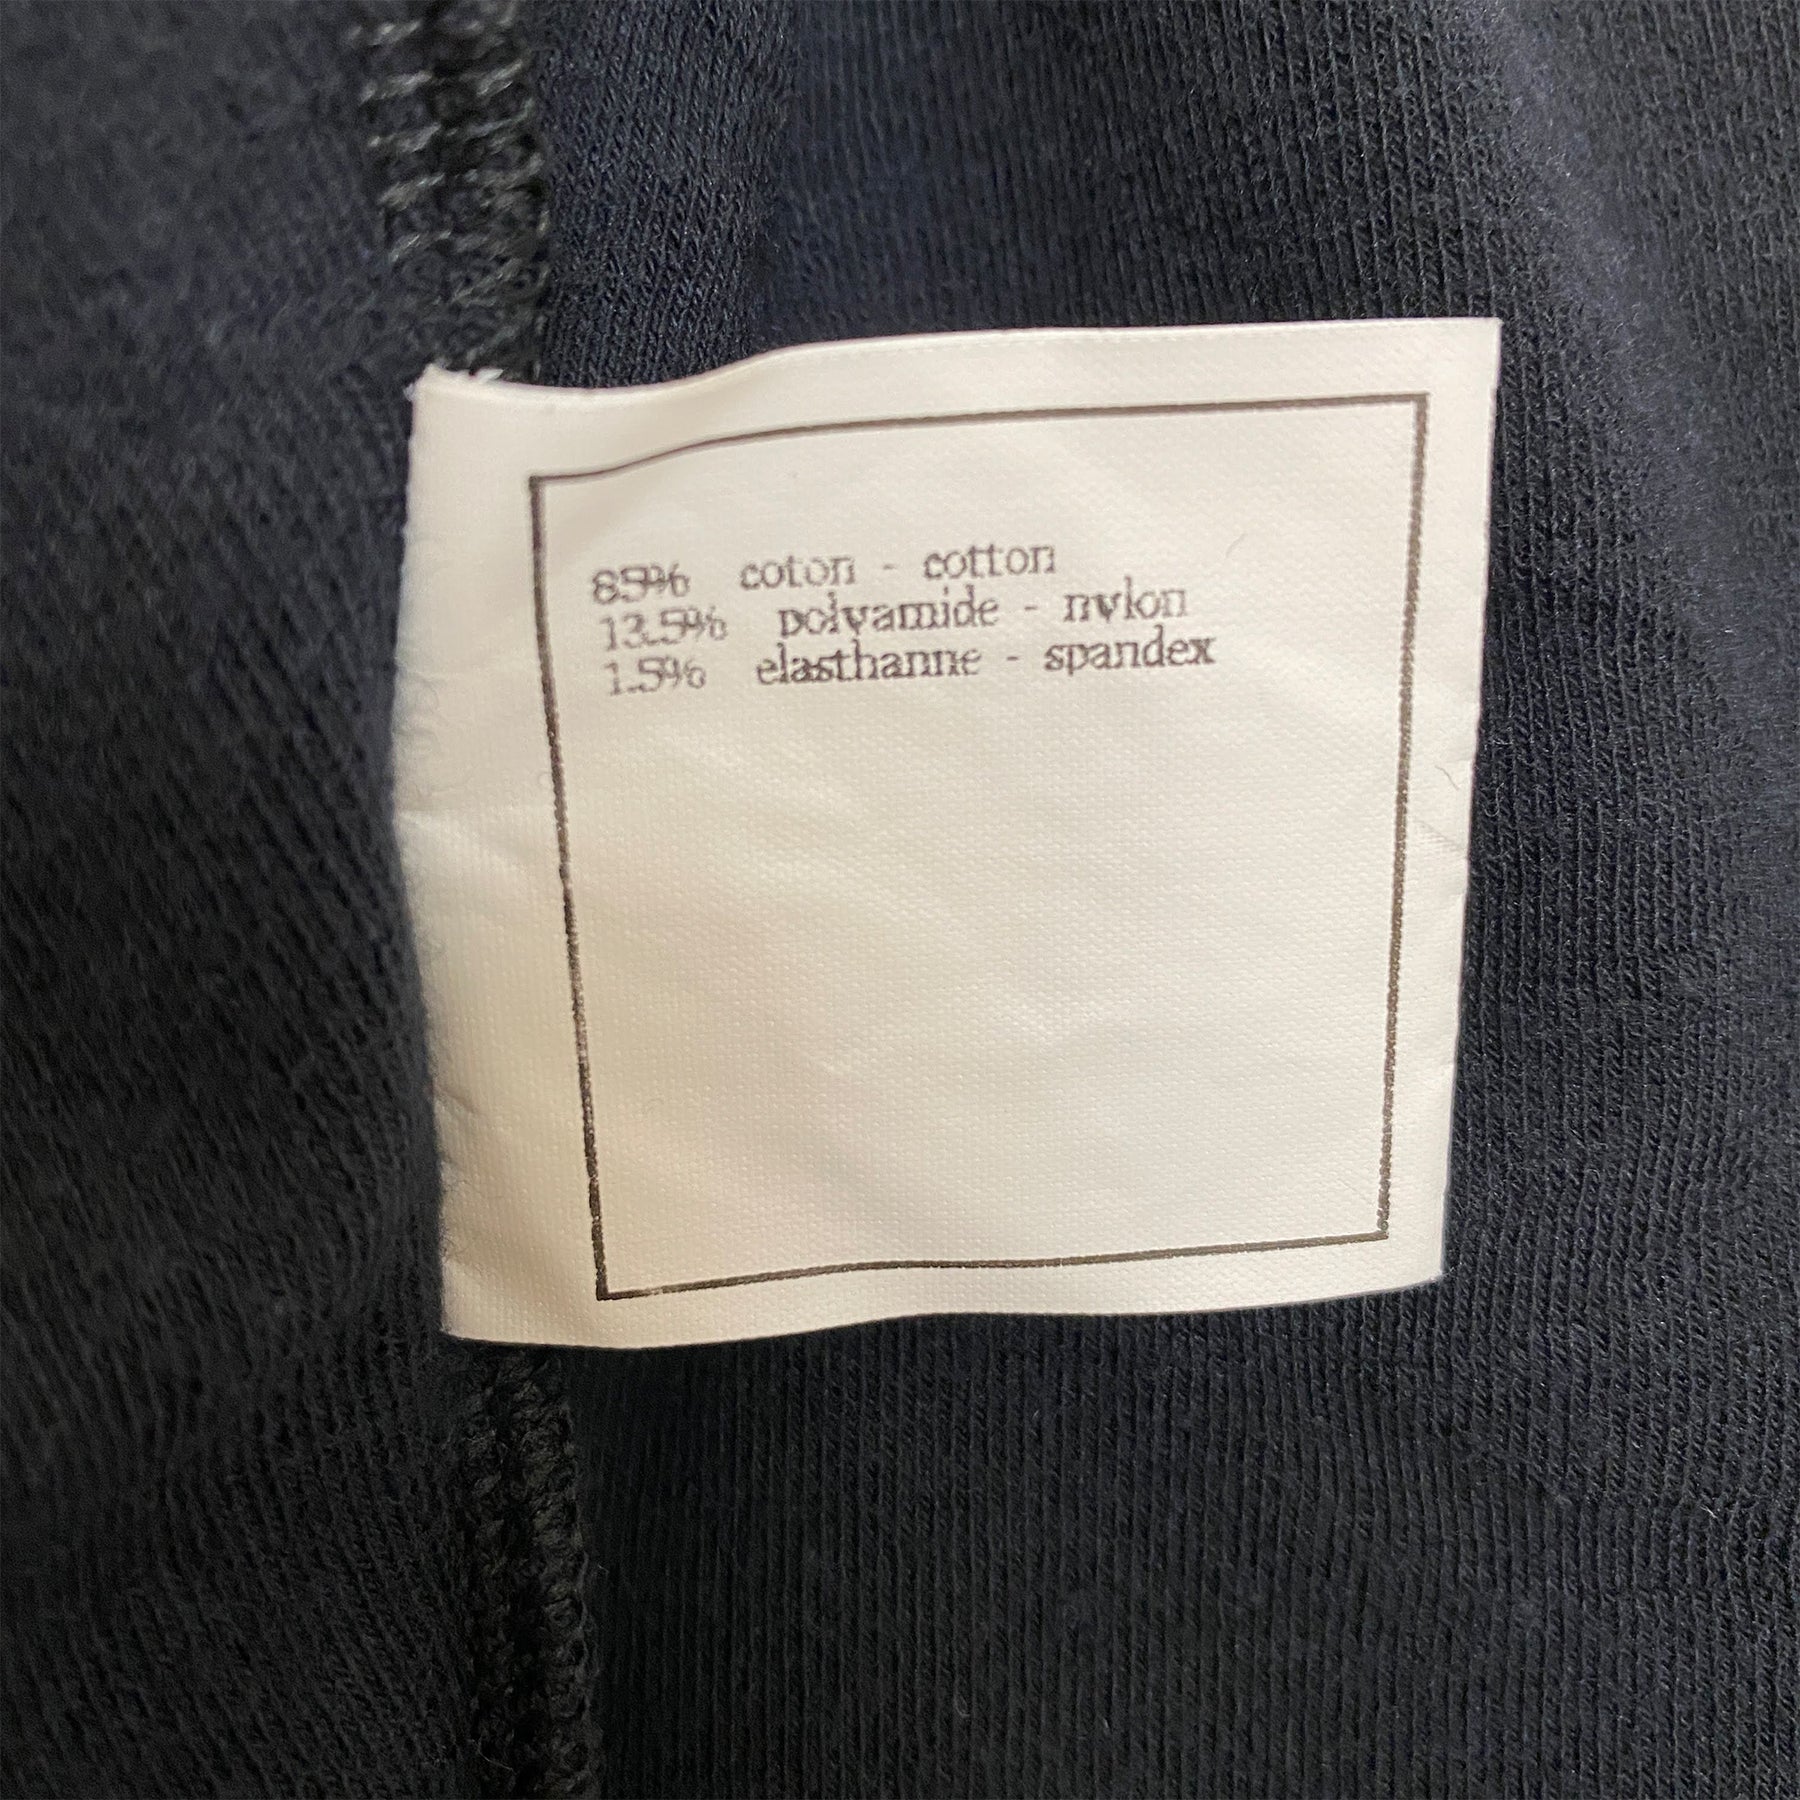 85% coton - cotton
13.5% polyamide - nylon
1.5% elasthanne - spandex